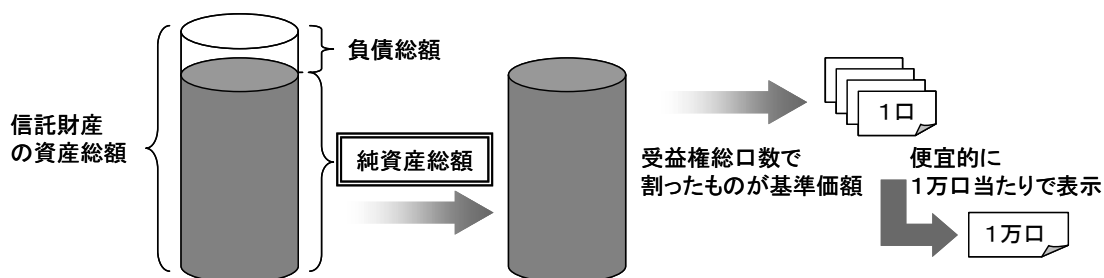 負債総額
信託財産
の資産総額
純資産総額
受益権総口数で
割ったものが基準価額
1口
便宜的に
1万口当たりで表示
1万口